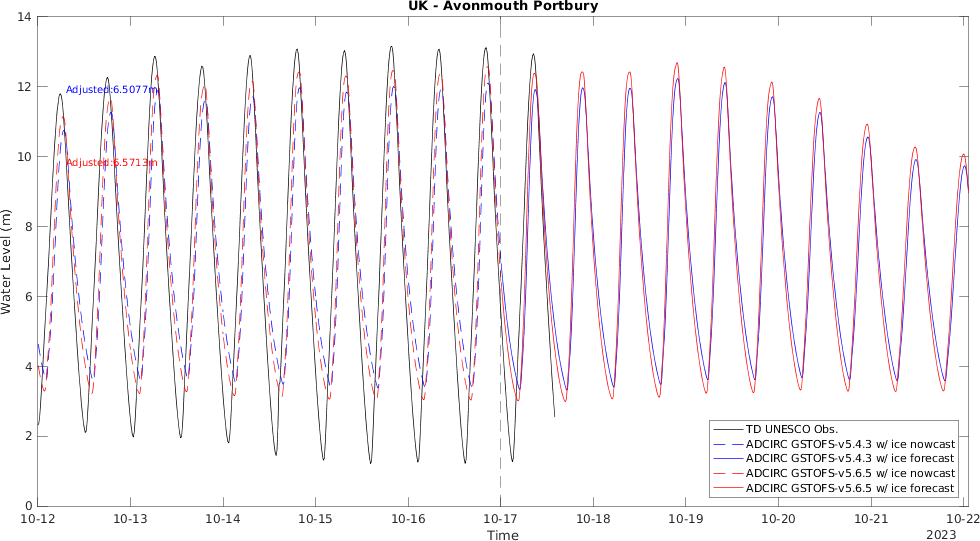 UK - Avonmouth Portbury
14
12
10
8
6
4
2
0
Water Level (m)
Adjusted:6.5077m
Adjusted:6.5713m
TD UNESCO Obs.
ADCIRC GSTOFS-v5.4.3 w/ ice nowcast
ADCIRC GSTOFS-v5.4.3 w/ ice forecast
ADCIRC GSTOFS-v5.6.5 w/ ice nowcast
ADCIRC GSTOFS-v5.6.5 w/ ice forecast
10-12 10-13 10-14 10-15 10-16 10-17 10-18 10-19 10-20 10-21 10-22
Time
2023